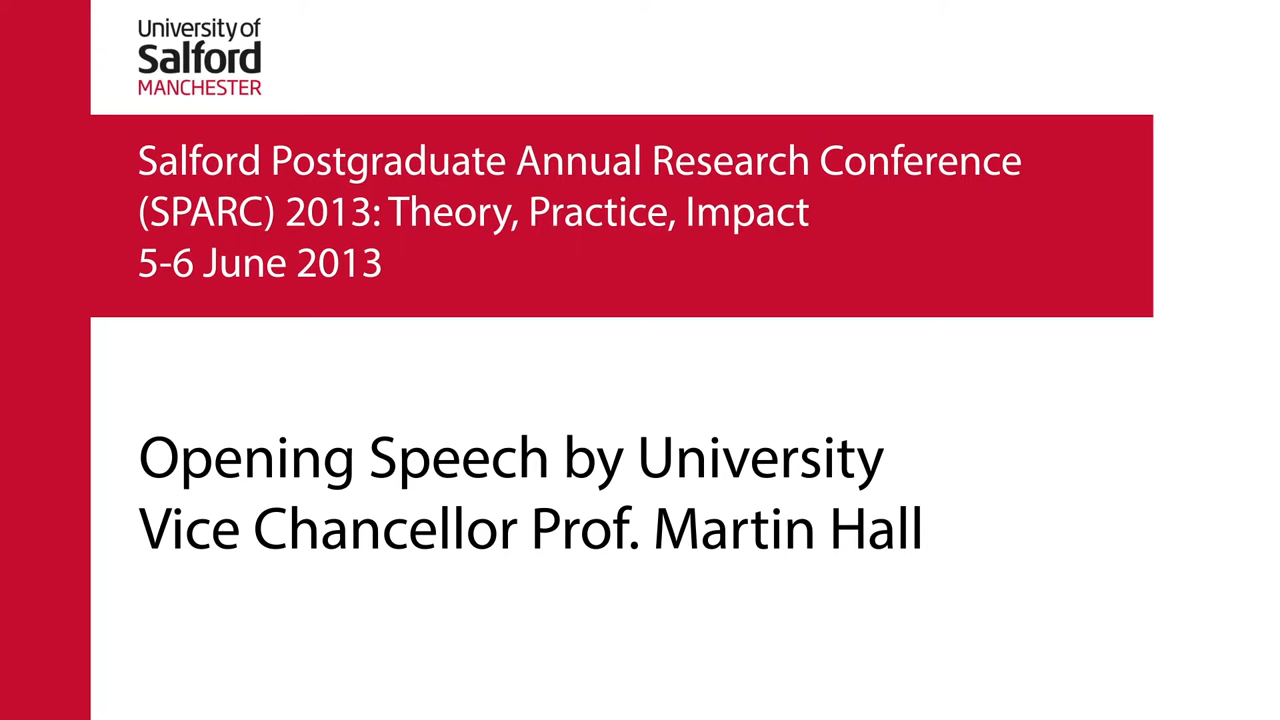 University of
Salford
MANCHESTER
Salford Postgraduate Annual Research Conference
(SPARC) 2013: Theory, Practice, Impact
5-6 June 2013
Opening Speech by University
Vice Chancellor Prof. Martin Hall